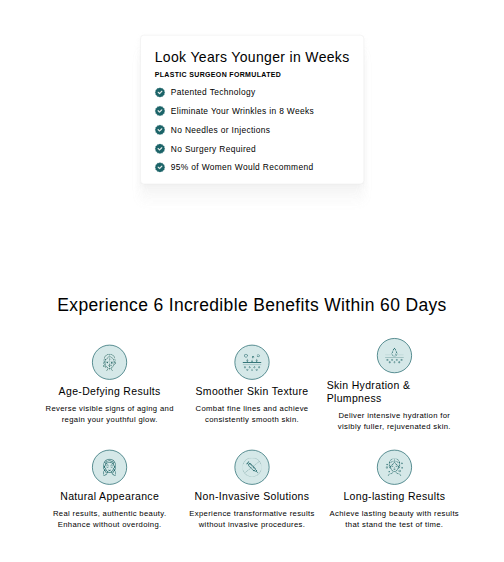 Look Years Younger in Weeks
PLASTIC SURGEON FORMULATED
Patented Technology
Eliminate Your Wrinkles in 8 Weeks
No Needles or Injections
No Surgery Required
95% of Women Would Recommend
Experience 6 Incredible Benefits Within 60 Days
Age-Defying Results
Reverse visible signs of aging and
regain your youthful glow.
Smoother Skin Texture
Combat fine lines and achieve
consistently smooth skin.
Skin Hydration &
Plumpness
Deliver intensive hydration for
visibly fuller, rejuvenated skin.
Natural Appearance
Real results, authentic beauty.
Enhance without overdoing.
Non-Invasive Solutions
Experience transformative results
without invasive procedures.
Long-lasting Results
Achieve lasting beauty with results
that stand the test of time.